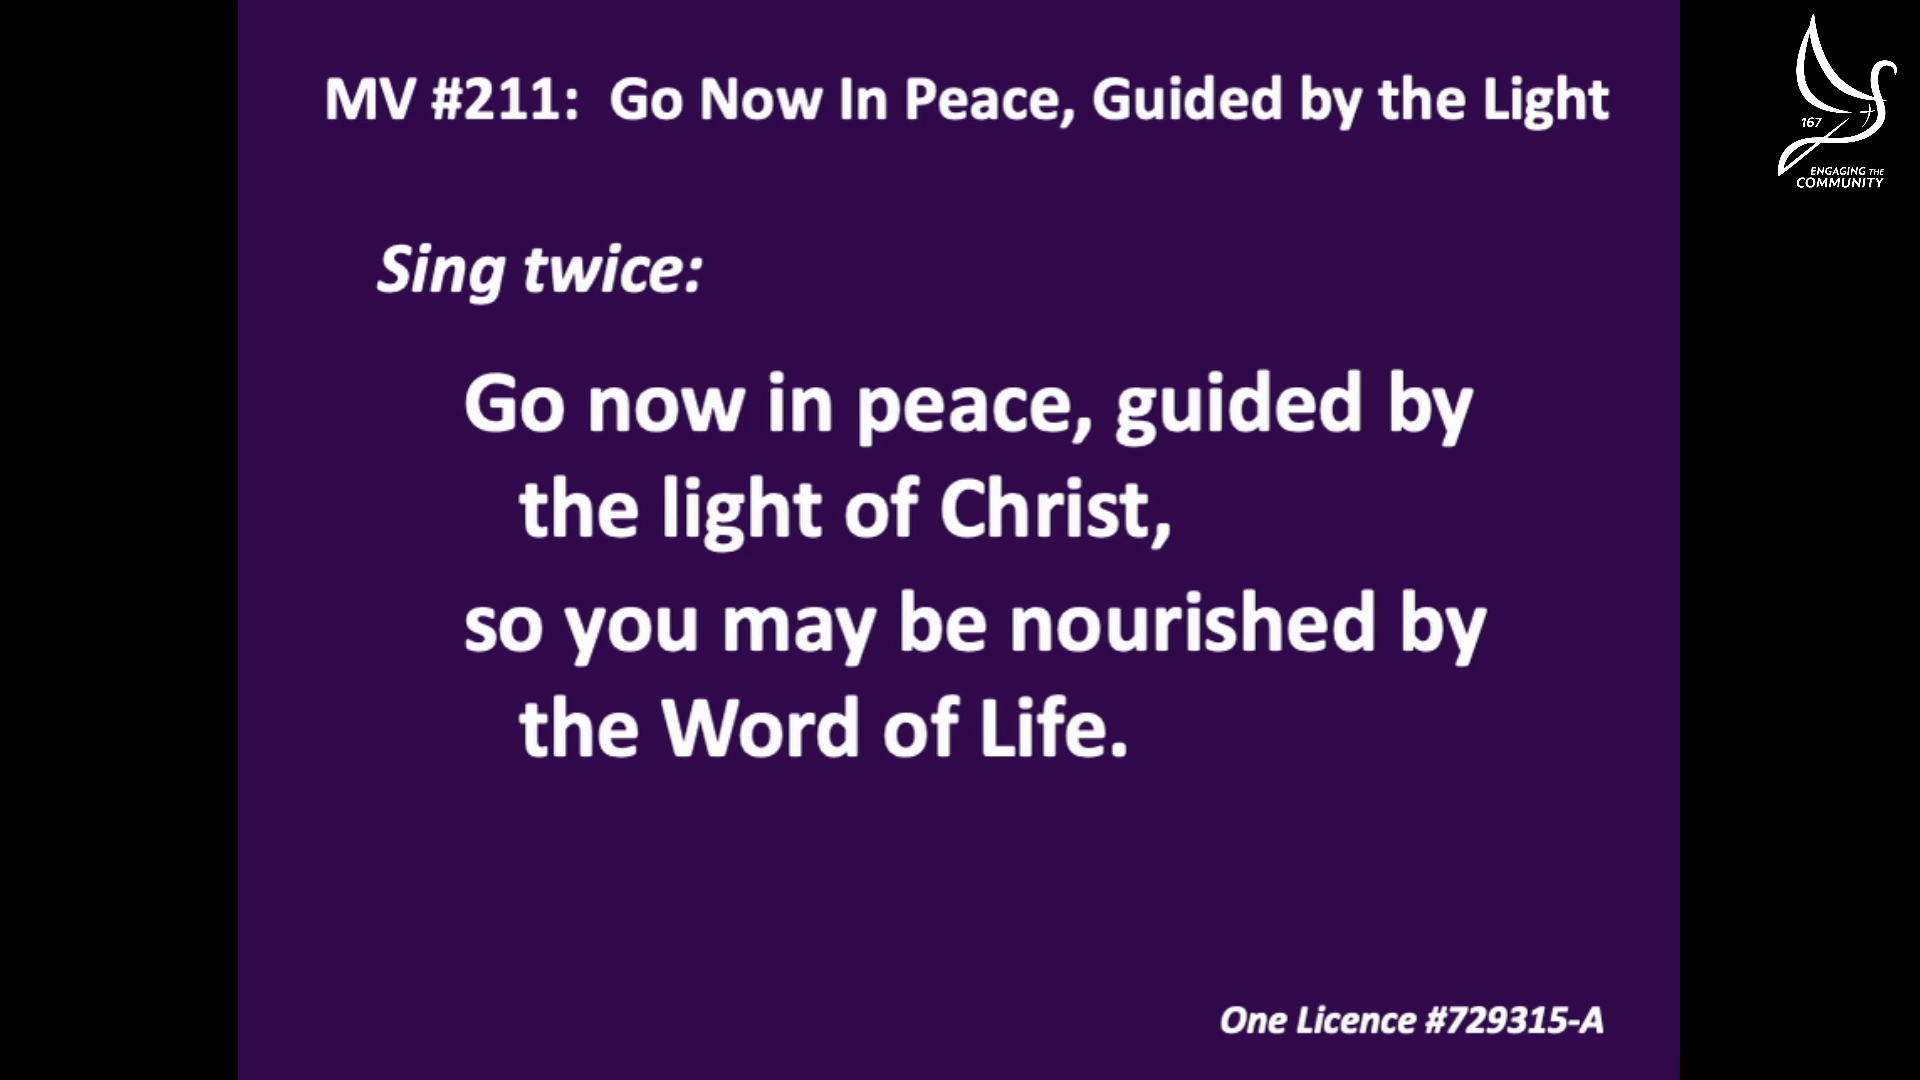 MV #211: Go Now In Peace, Guided by the Light
167
ENGAGING THE
COMMUNITY
Sing twice:
Go now in peace, guided by
the light of Christ,
so you may be nourished by
the Word of Life.
One Licence #729315-A